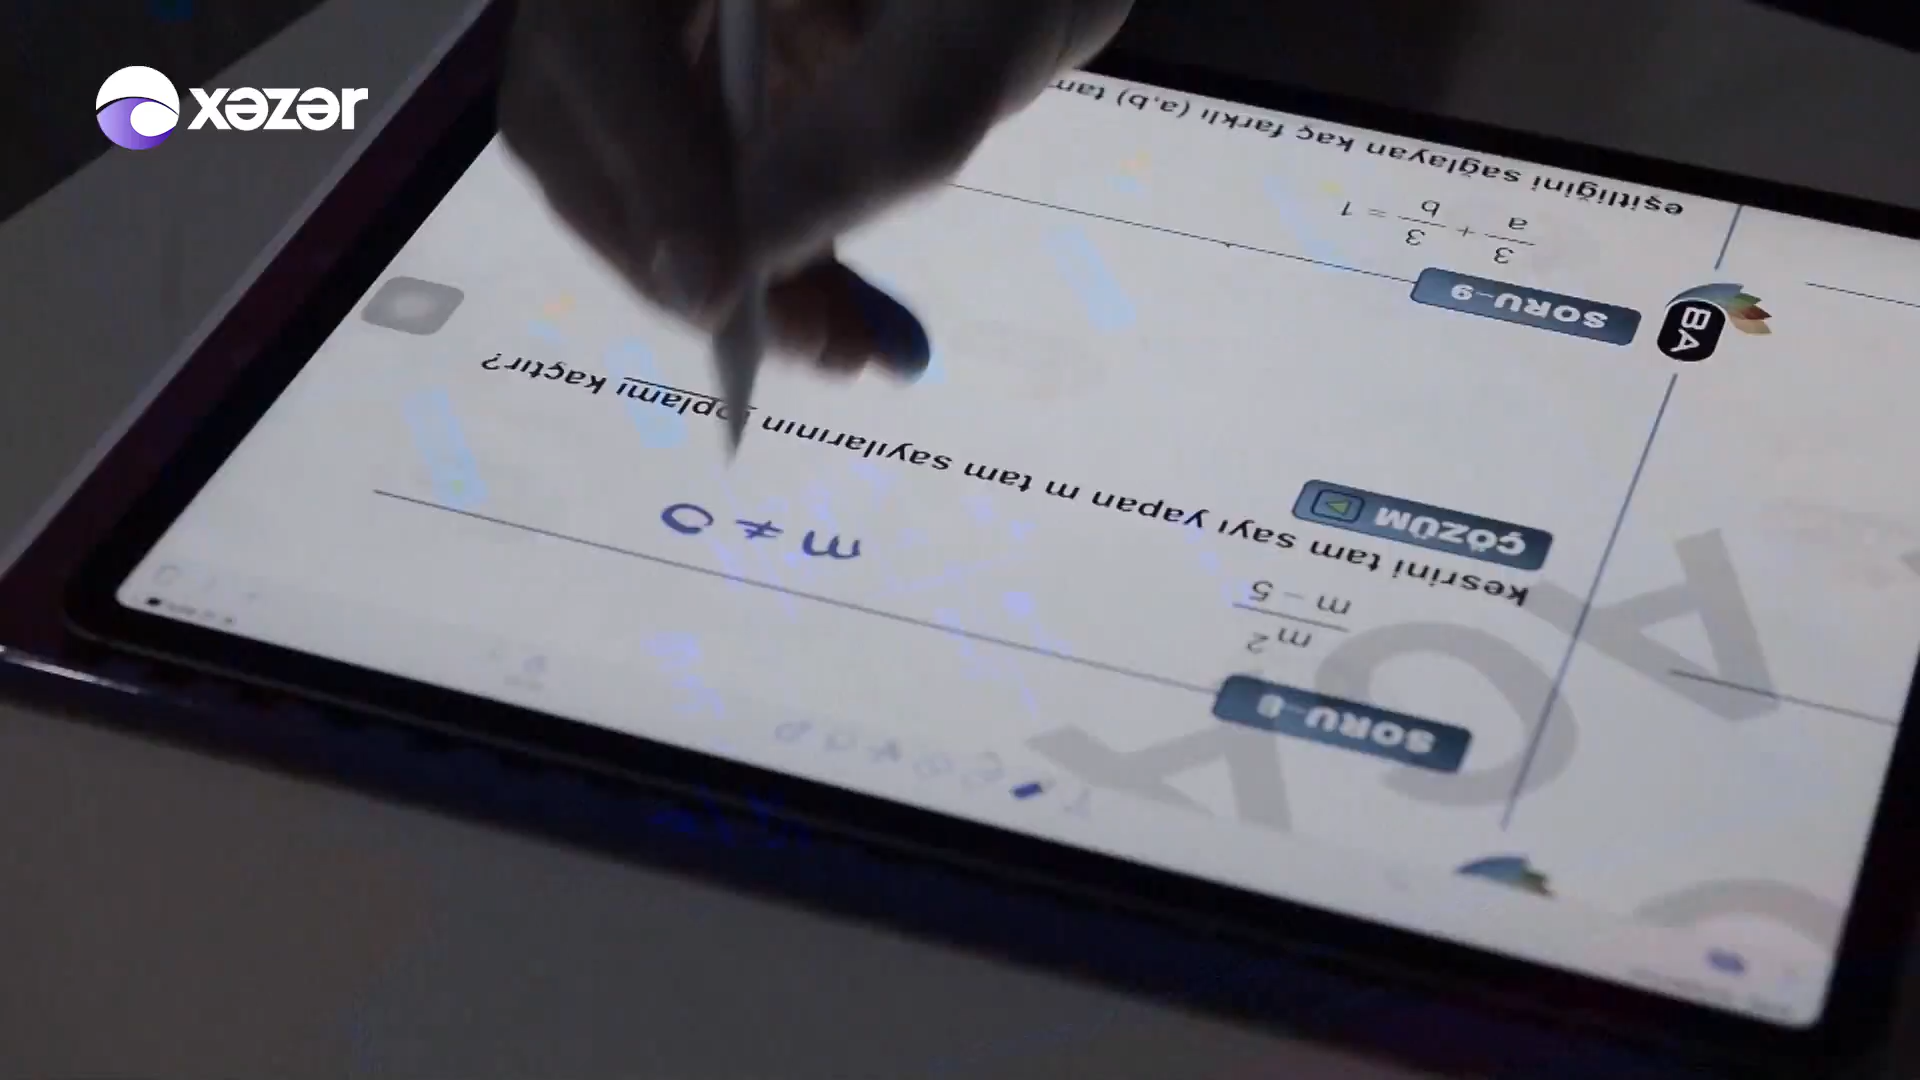 xəzər
SORU-8
m²
m - 5
kesrini tam sayı yapan m tam sayılarının toplamı kaçtır?
m ≠ 0
ÇÖZÜM
BA
SORU-9
3/a + 3/b = 1
eşitliğini sağlayan kaç farklı (a,b) tam